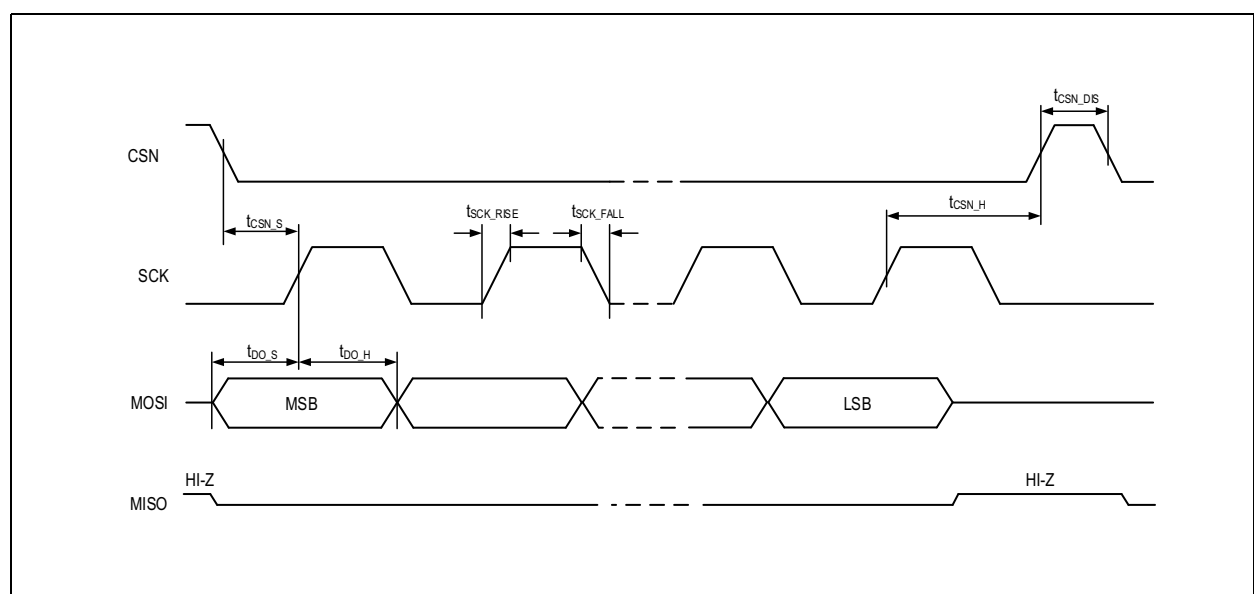 tCSN_DIS
CSN
tCSN_S
tSCK_RISE
tSCK_FALL
tCSN_H
SCK
tDO_S
tDO_H
MOSI
MSB
LSB
HI-Z
HI-Z
MISO